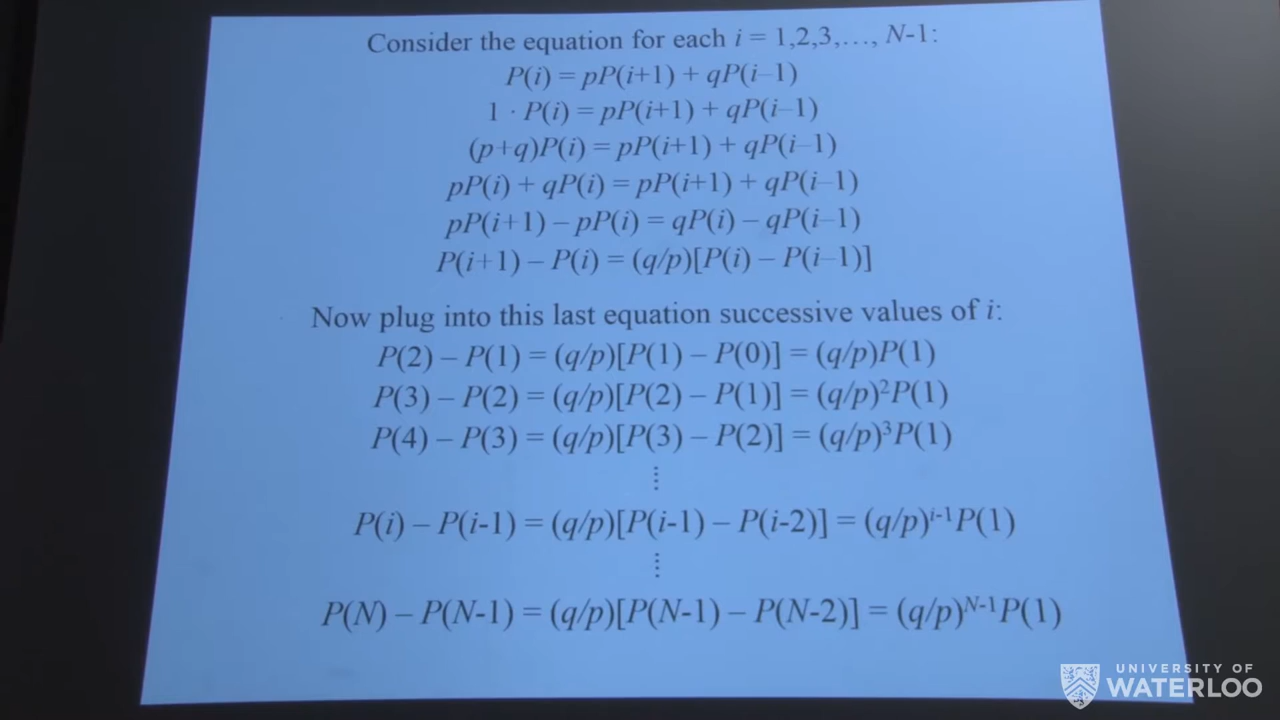 Consider the equation for each i = 1,2,3,…, N-1:
P(i) = pP(i+1) + qP(i–1)
1 · P(i) = pP(i+1) + qP(i–1)
(p+q)P(i) = pP(i+1) + qP(i–1)
pP(i) + qP(i) = pP(i+1) + qP(i–1)
pP(i+1) – pP(i) = qP(i) – qP(i–1)
P(i+1) – P(i) = (q/p)[P(i) – P(i–1)]
Now plug into this last equation successive values of i:
P(2) – P(1) = (q/p)[P(1) – P(0)] = (q/p)P(1)
P(3) – P(2) = (q/p)[P(2) – P(1)] = (q/p)²P(1)
P(4) – P(3) = (q/p)[P(3) – P(2)] = (q/p)³P(1)
⋮
P(i) – P(i-1) = (q/p)[P(i-1) – P(i-2)] = (q/p)ⁱ⁻¹P(1)
⋮
P(N) – P(N-1) = (q/p)[P(N-1) – P(N-2)] = (q/p)ᴺ⁻¹P(1)
UNIVERSITY OF
WATERLOO